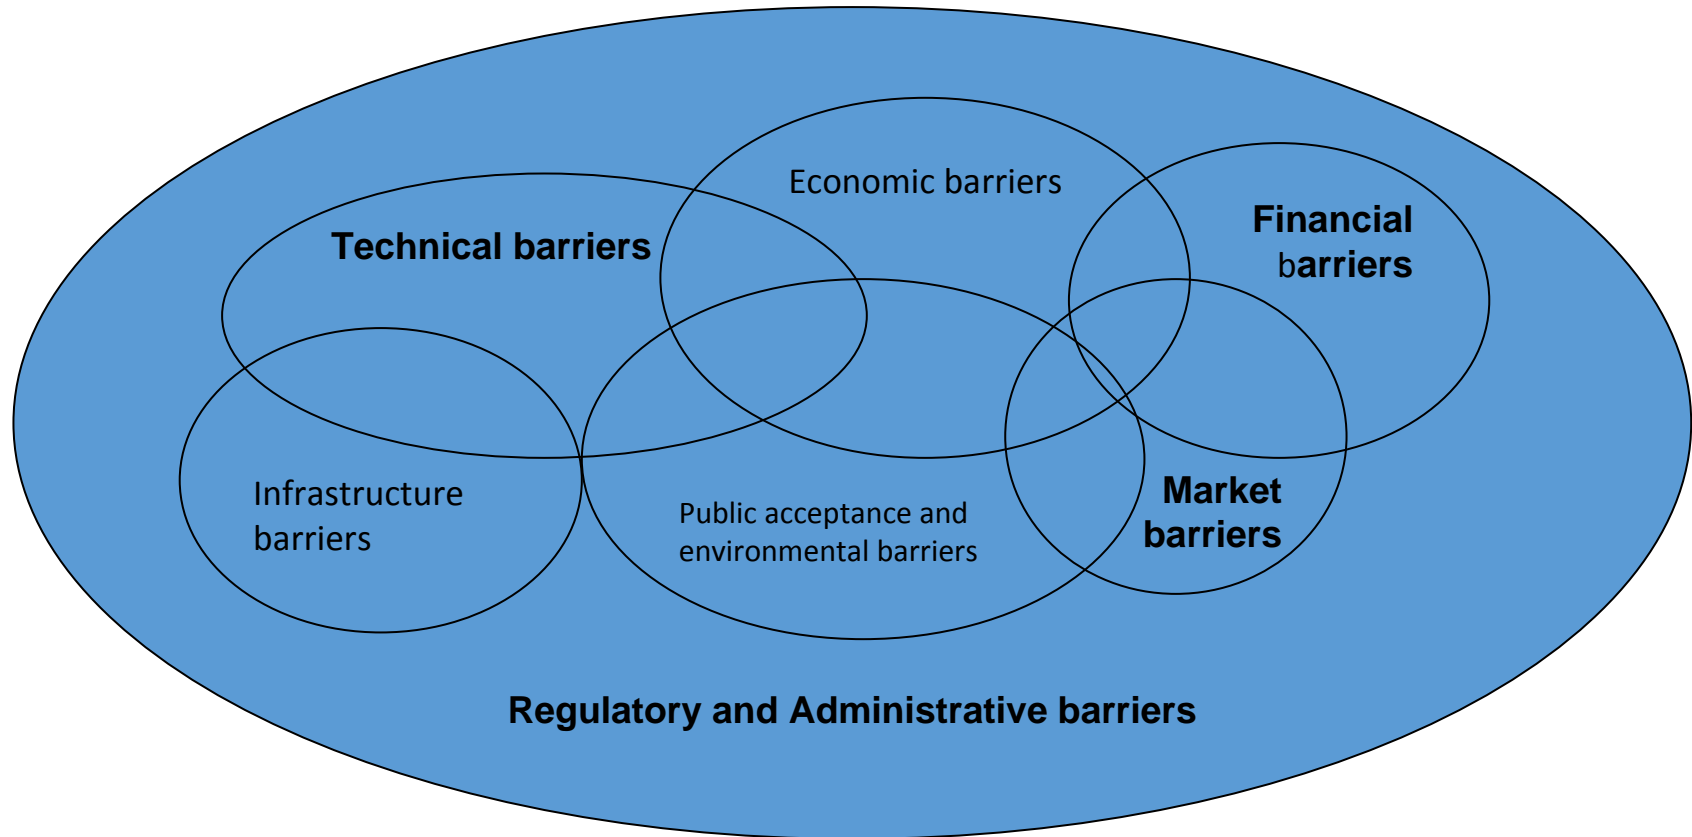 Economic barriers
Technical barriers
Financial
barriers
Infrastructure
barriers
Public acceptance and
environmental barriers
Market
barriers
Regulatory and Administrative barriers